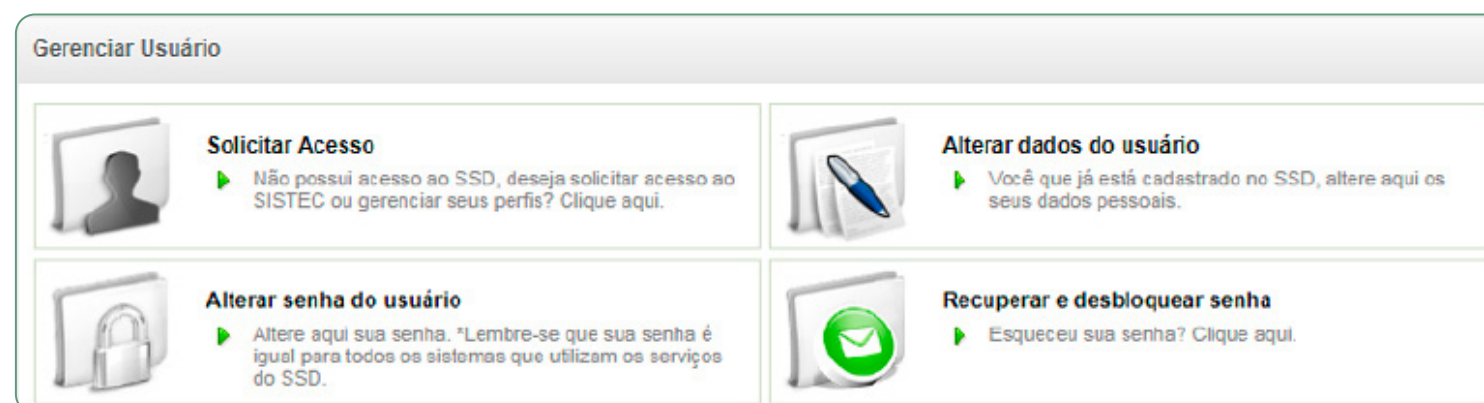 Gerenciar Usuário
Solicitar Acesso
Não possui acesso ao SSD, deseja solicitar acesso ao
SISTEC ou gerenciar seus perfis? Clique aqui.
Alterar dados do usuário
Você que já está cadastrado no SSD, altere aqui os
seus dados pessoais.
Alterar senha do usuário
Altere aqui sua senha. *Lembre-se que sua senha é
igual para todos os sistemas que utilizam os serviços
do SSD.
Recuperar e desbloquear senha
Esqueceu sua senha? Clique aqui.